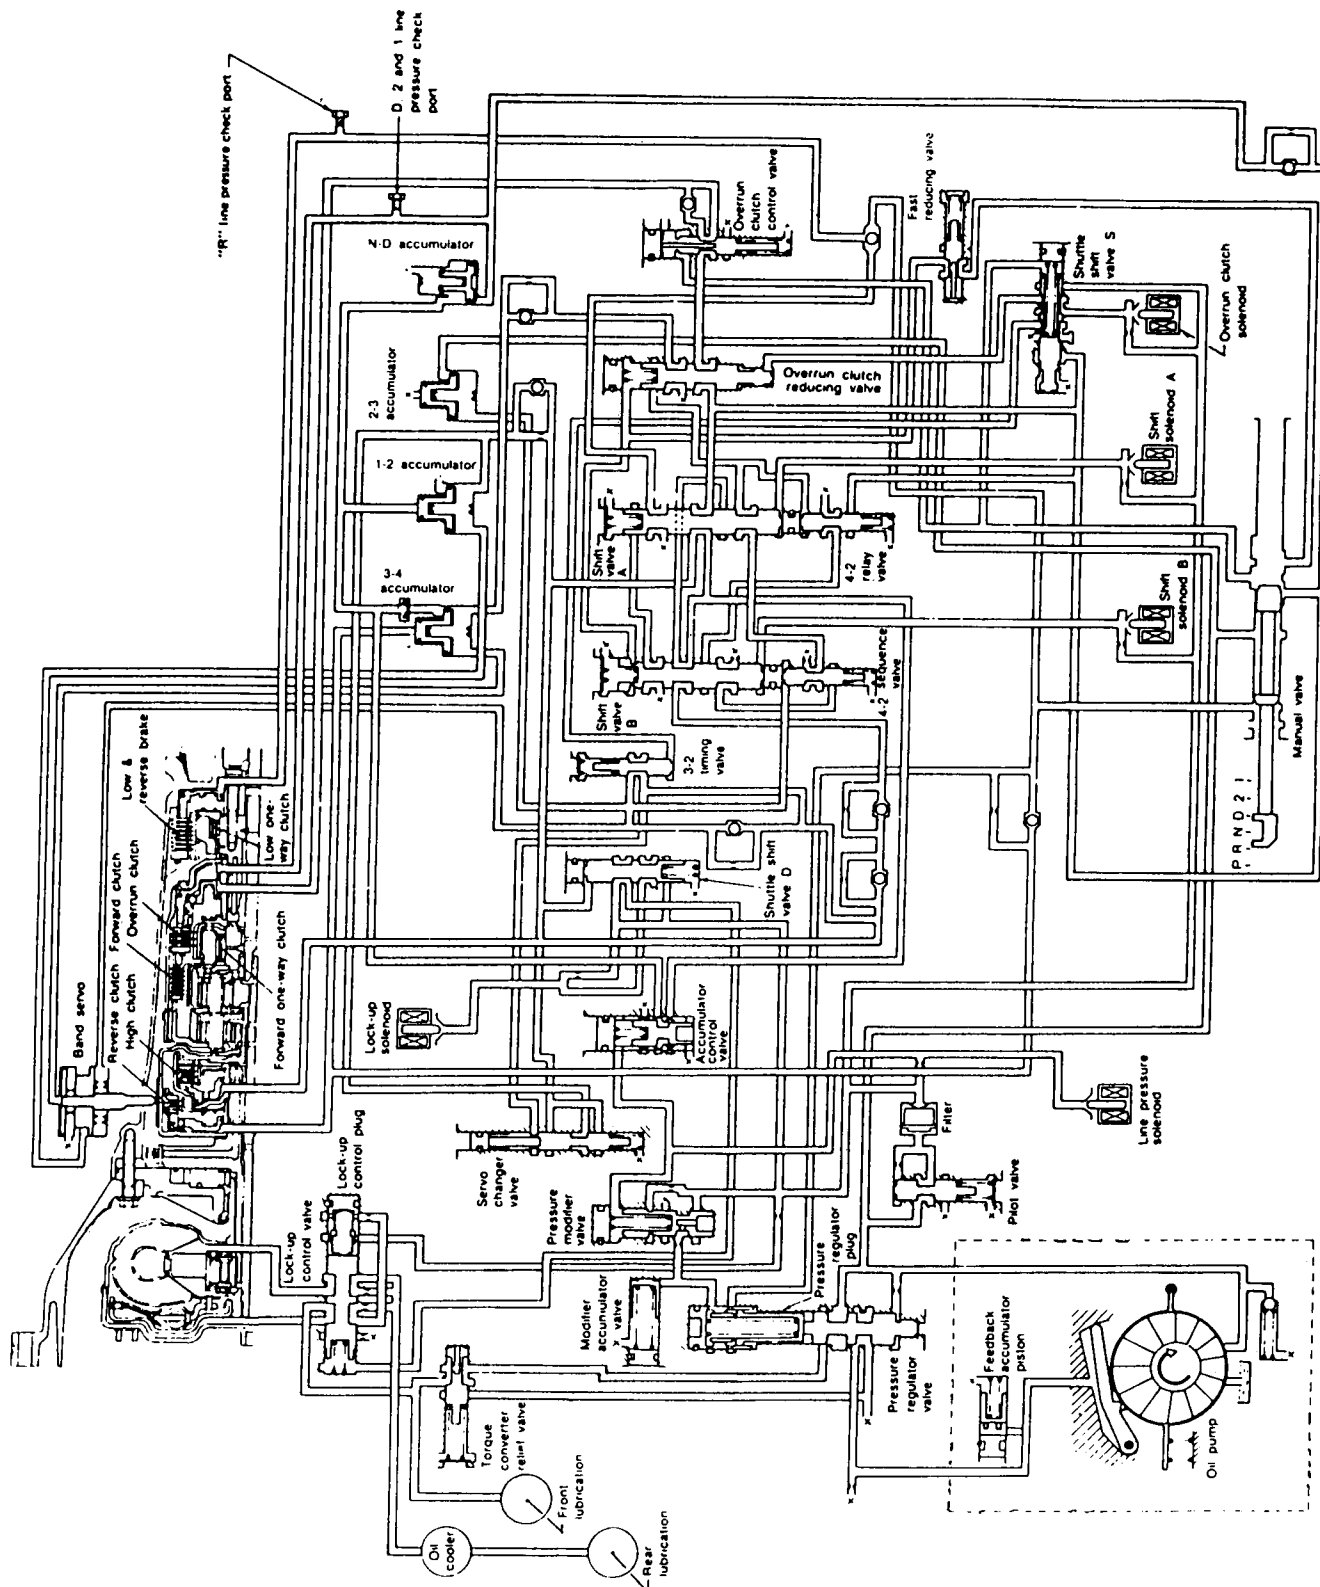 "R" line pressure check port
D, 2 and 1 line
pressure check
port
N-D accumulator
2-3
accumulator
1-2 accumulator
3-4
accumulator
Low &
reverse brake
Low one-
way clutch
Forward clutch
Overrun clutch
Forward one-way clutch
Reverse clutch
High clutch
Band servo
Overrun
clutch
control valve
Fast
reducing valve
Shuttle
shift
valve S
Overrun clutch
solenoid
Overrun clutch
reducing valve
Shift
solenoid A
Shift
valve
A
4-2
relay
valve
Shift
solenoid B
Shift
valve
B
4-2 sequence
valve
3-2
timing
valve
Manual valve
P R N D 2 1
Shuttle shift
valve D
Lock-up
solenoid
Accumulator
control
valve
Line pressure
solenoid
Filter
Pilot valve
Servo
changer
valve
Pressure
modifier
valve
Lock-up
control plug
Lock-up
control valve
Modifier
accumulator
valve
Pressure
regulator
plug
Pressure
regulator
valve
Torque
converter
relief valve
Front
lubrication
Oil
cooler
Rear
lubrication
Feedback
accumulator
piston
Oil pump